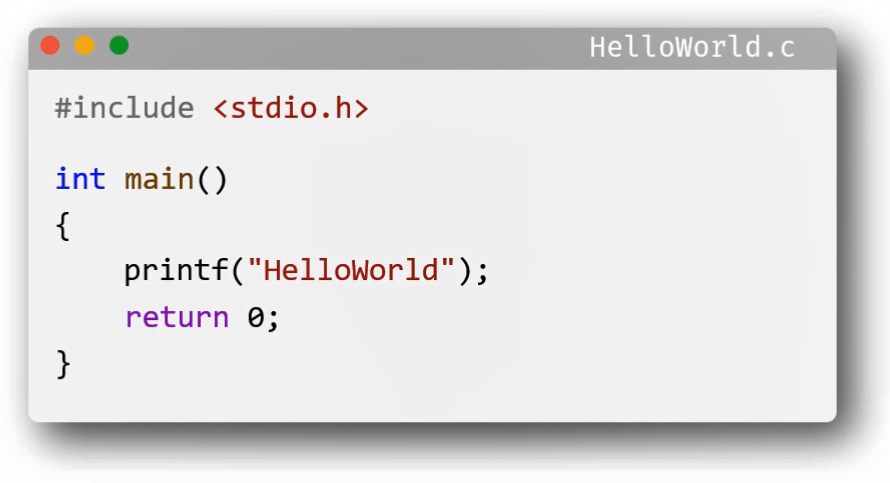 HelloWorld.c
#include <stdio.h>
int main()
{
    printf("HelloWorld");
    return 0;
}